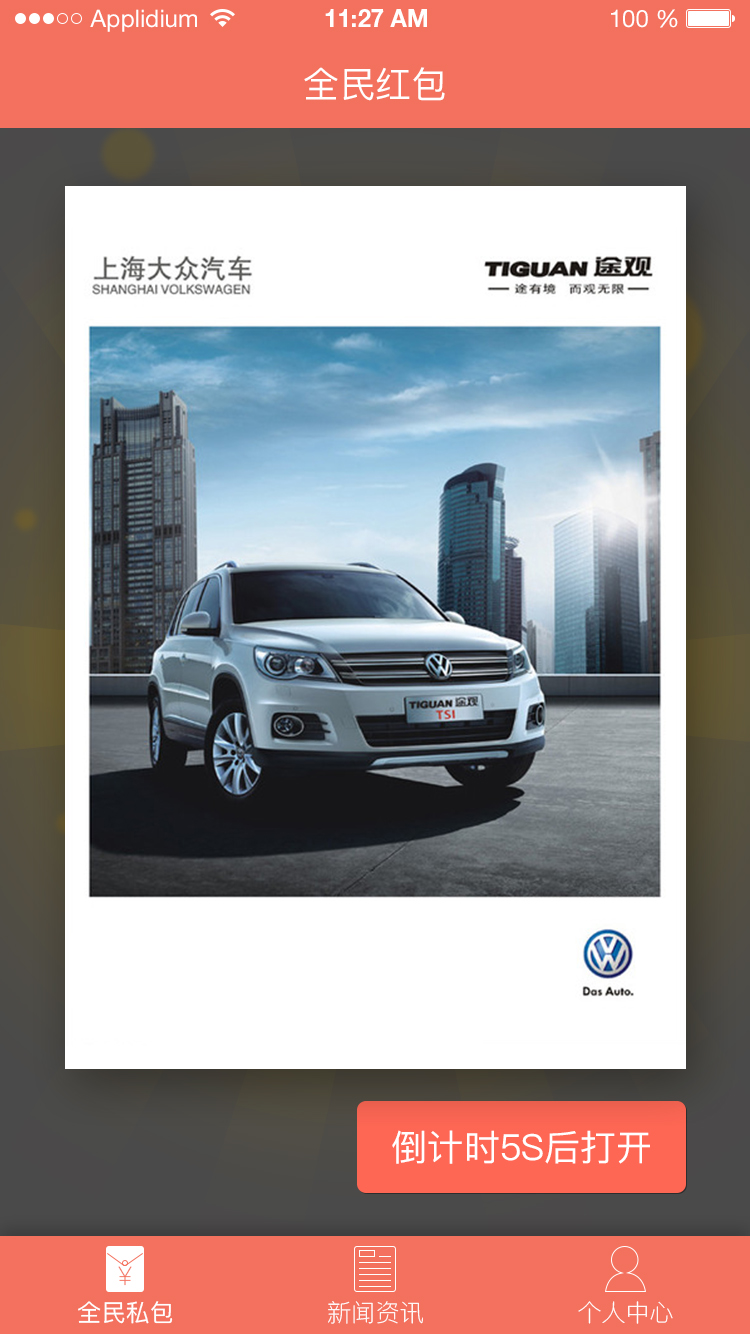 Applidium 11:27 AM 100 %
全民红包
上海大众汽车
SHANGHAI VOLKSWAGEN
TIGUAN 途观
途有境 而观无限
TIGUAN 途观
TSI
Das Auto.
倒计时5S后打开
全民私包 新闻资讯 个人中心